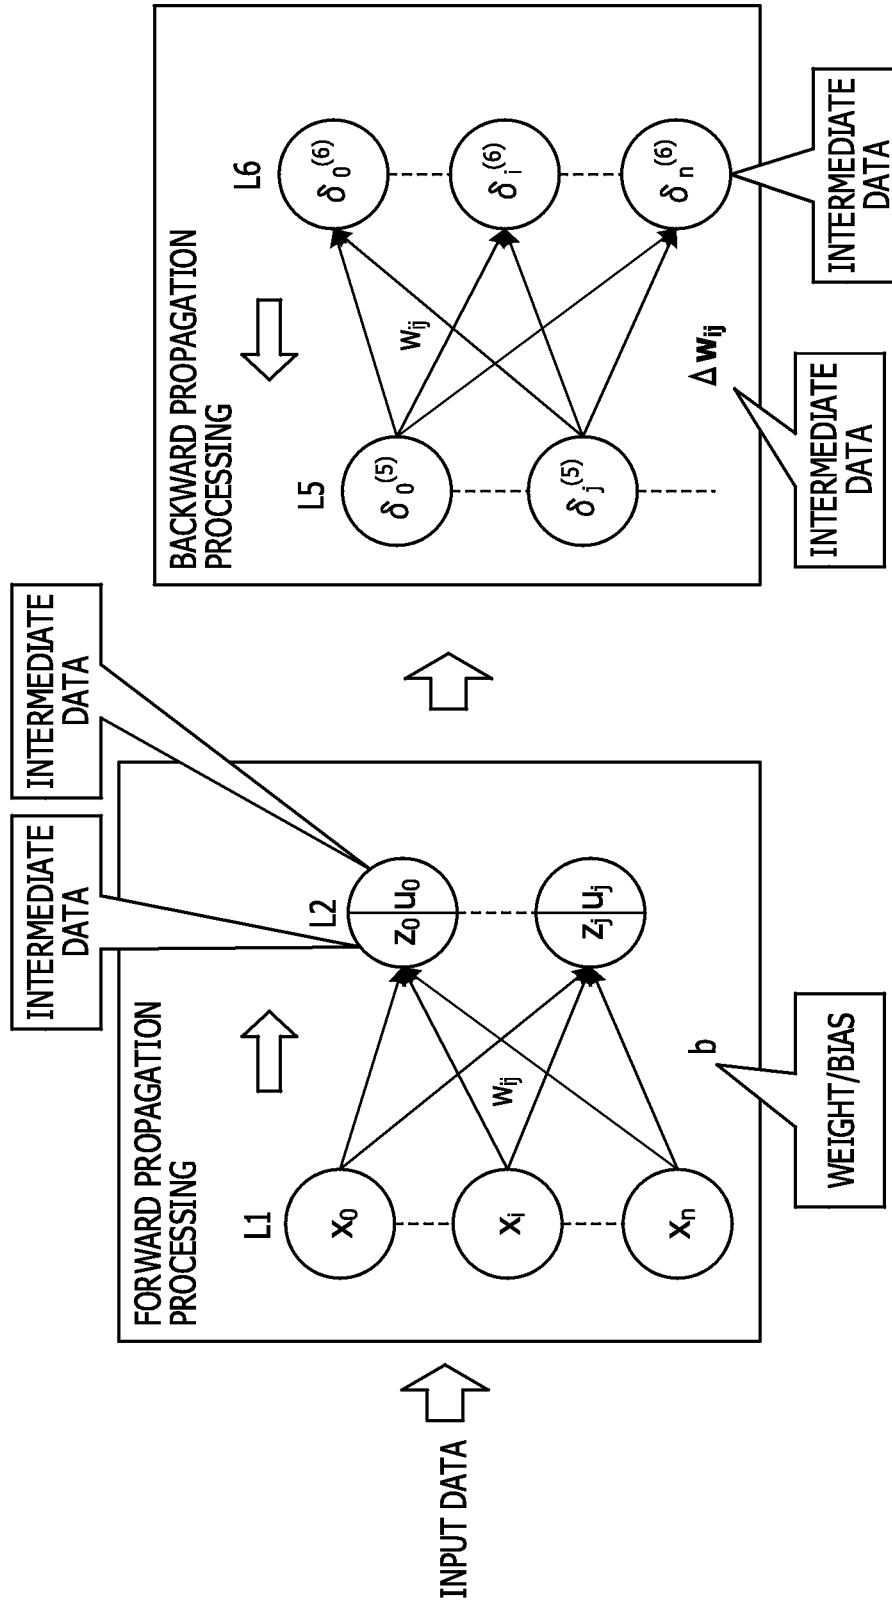 INPUT DATA
FORWARD PROPAGATION
PROCESSING
L1
x0
xi
xn
wij
b
WEIGHT/BIAS
L2
z0 u0
zj uj
INTERMEDIATE
DATA
INTERMEDIATE
DATA
BACKWARD PROPAGATION
PROCESSING
L5
δ0(5)
δj(5)
wij
Δwij
INTERMEDIATE
DATA
L6
δ0(6)
δi(6)
δn(6)
INTERMEDIATE
DATA